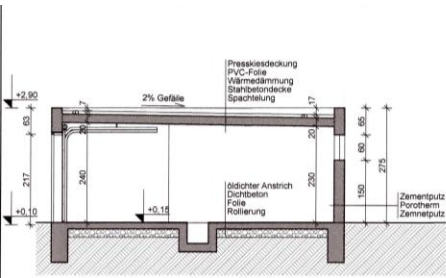 Presskiesdeckung
PVC-Folie
Wärmedämmung
Stahlbetondecke
Spachtelung
+2,90
2% Gefälle
63
17
20
17
20
65
60
275
217
240
230
150
+0,10
+0,15
öldichter Anstrich
Dichtbeton
Folie
Rollierung
Zementputz
Porotherm
Zemnetputz